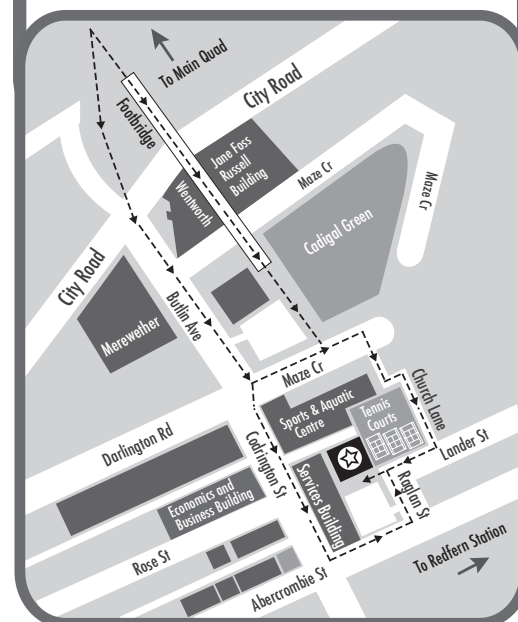 To Main Quad
City Road
Footbridge
Jane Foss
Russell
Building
Wentworth
Maze Cr
Maze Cr
Cadigal Green
City Road
Merewether
Butlin Ave
Maze Cr
Sports & Aquatic
Centre
Tennis
Courts
Church Lane
Lander St
Darlington Rd
Codrington St
Services Building
Raglan St
Economics and
Business Building
Rose St
Abercrombie St
To Redfern Station